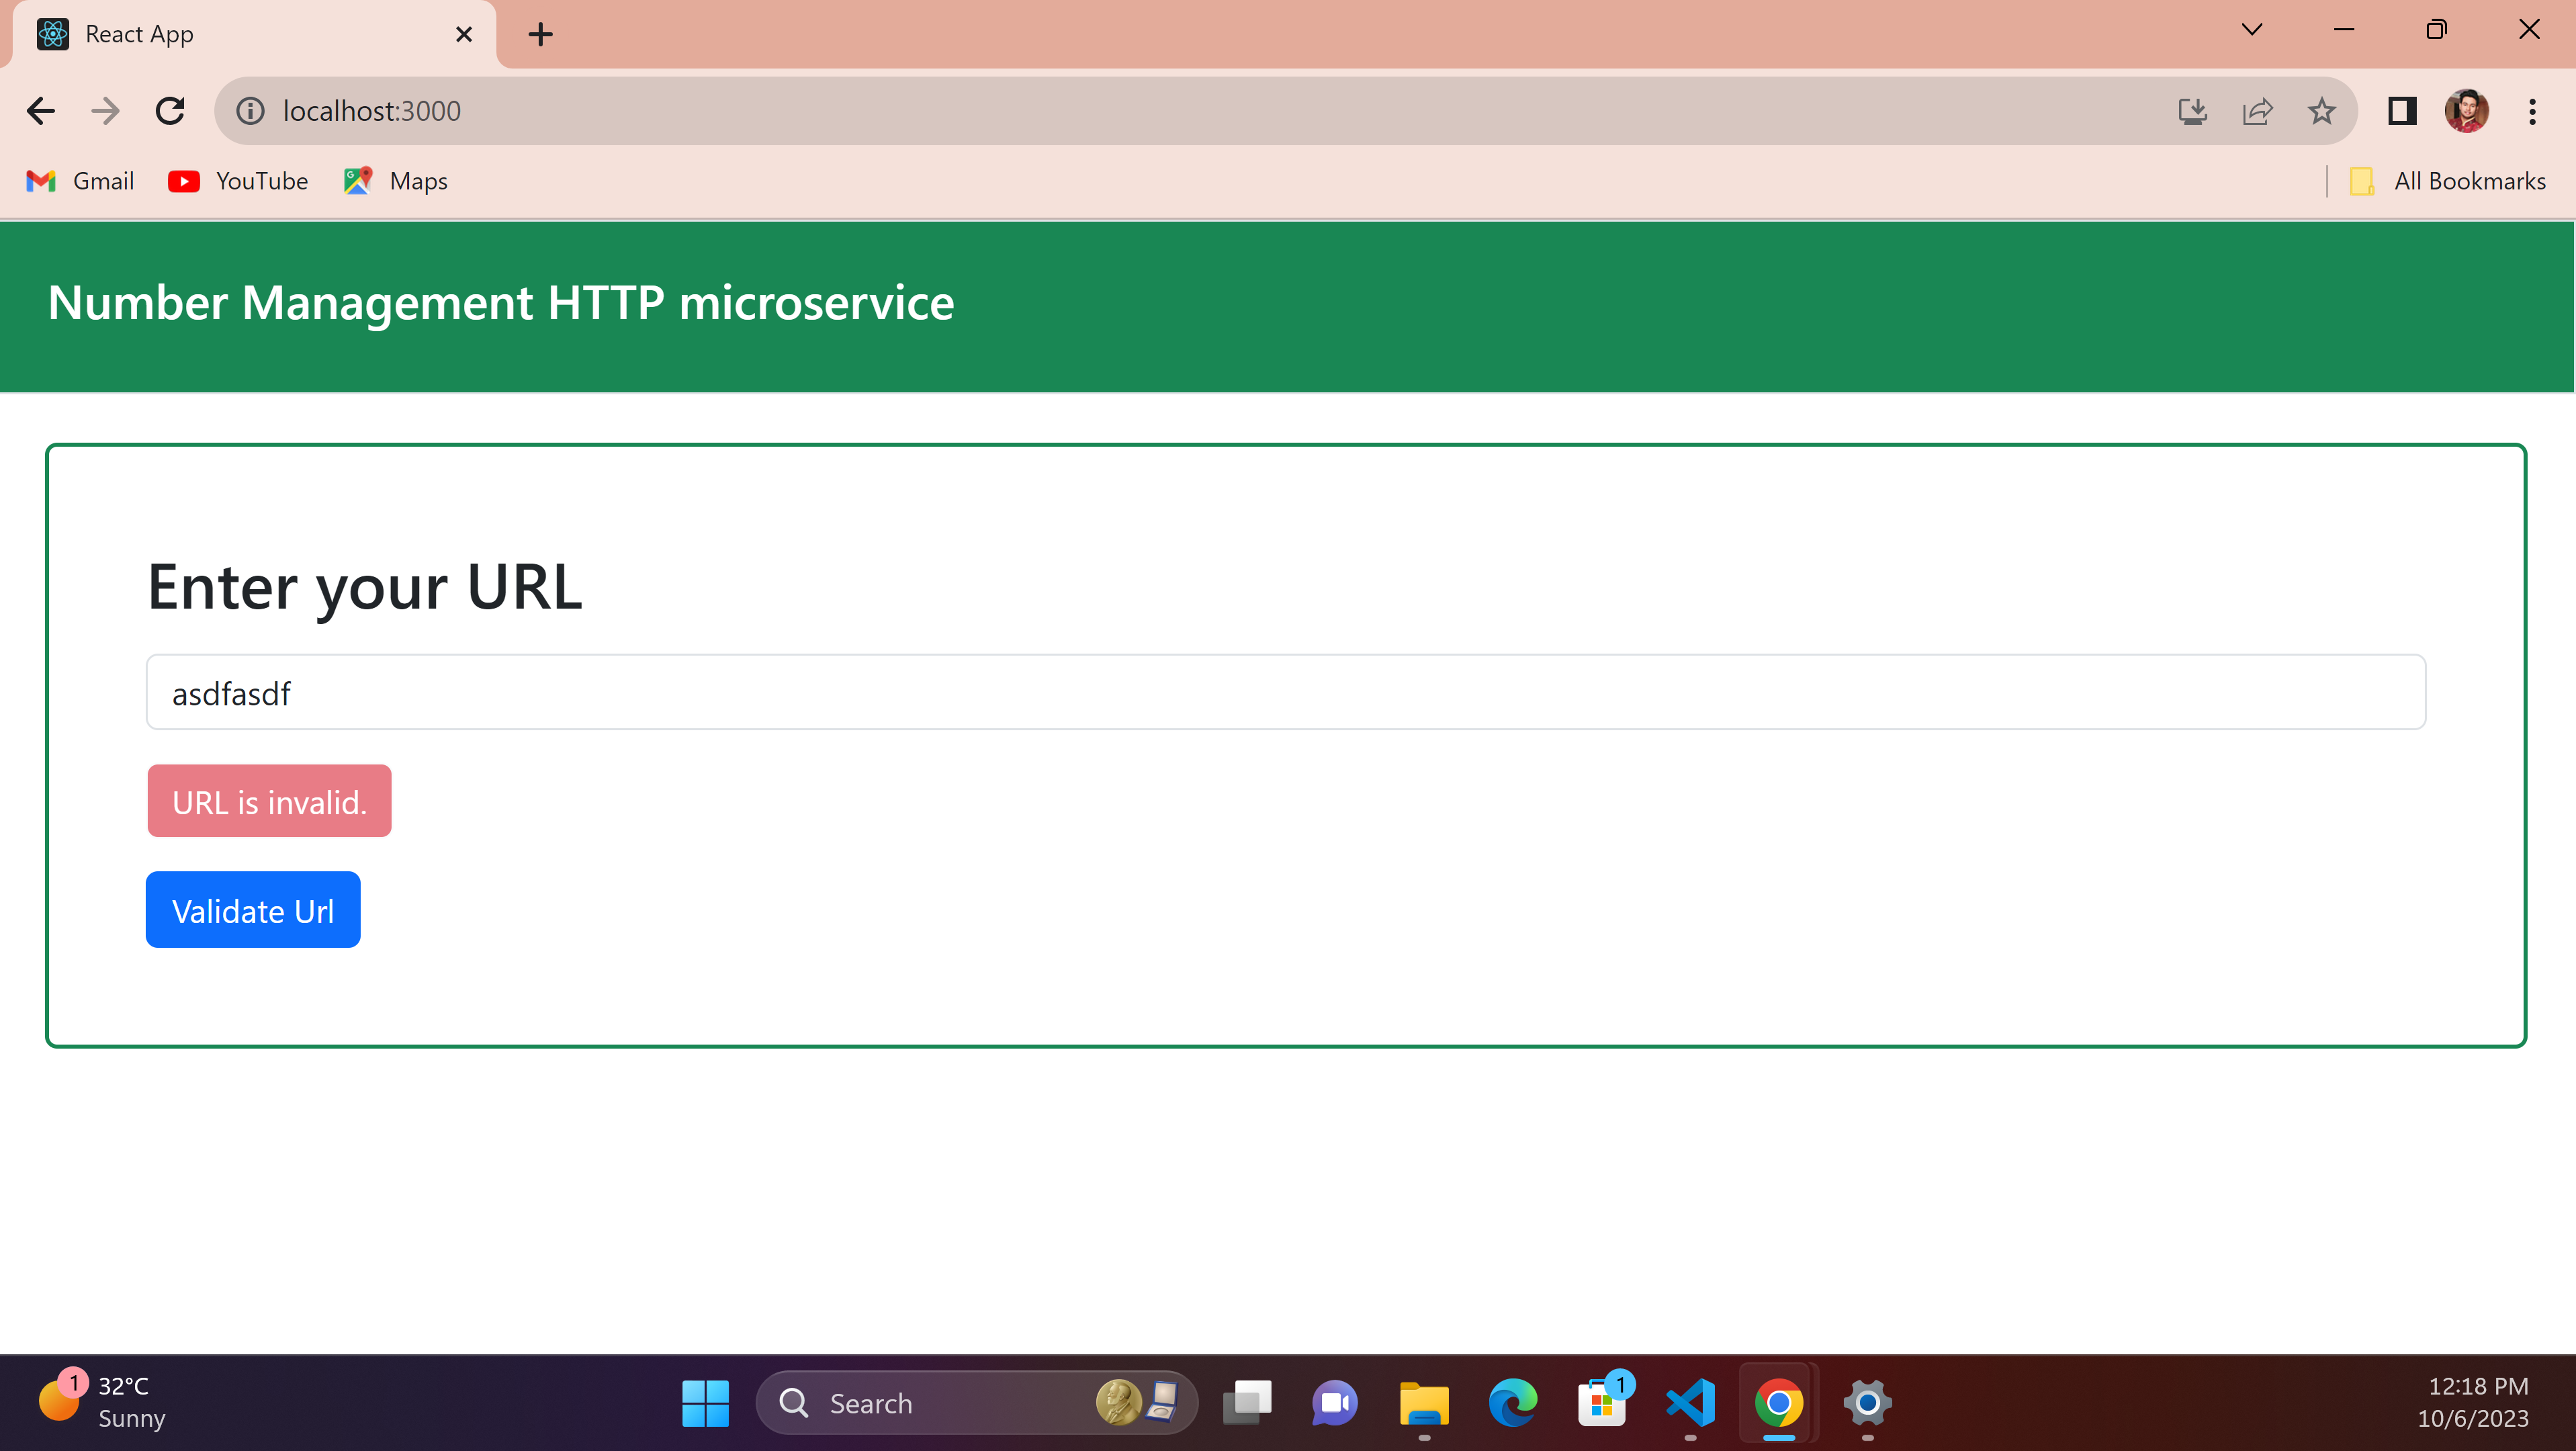 React App
localhost:3000
Gmail YouTube Maps All Bookmarks
Number Management HTTP microservice
Enter your URL
asdfasdf
URL is invalid.
Validate Url
1 32°C
Sunny
Search
1
12:18 PM
10/6/2023